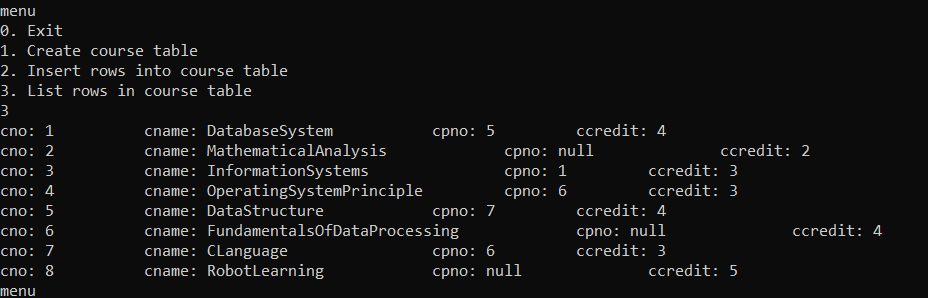 menu
0. Exit
1. Create course table
2. Insert rows into course table
3. List rows in course table
3
cno: 1 cname: DatabaseSystem cpno: 5 ccredit: 4
cno: 2 cname: MathematicalAnalysis cpno: null ccredit: 2
cno: 3 cname: InformationSystems cpno: 1 ccredit: 3
cno: 4 cname: OperatingSystemPrinciple cpno: 6 ccredit: 3
cno: 5 cname: DataStructure cpno: 7 ccredit: 4
cno: 6 cname: FundamentalsOfDataProcessing cpno: null ccredit: 4
cno: 7 cname: CLanguage cpno: 6 ccredit: 3
cno: 8 cname: RobotLearning cpno: null ccredit: 5
menu